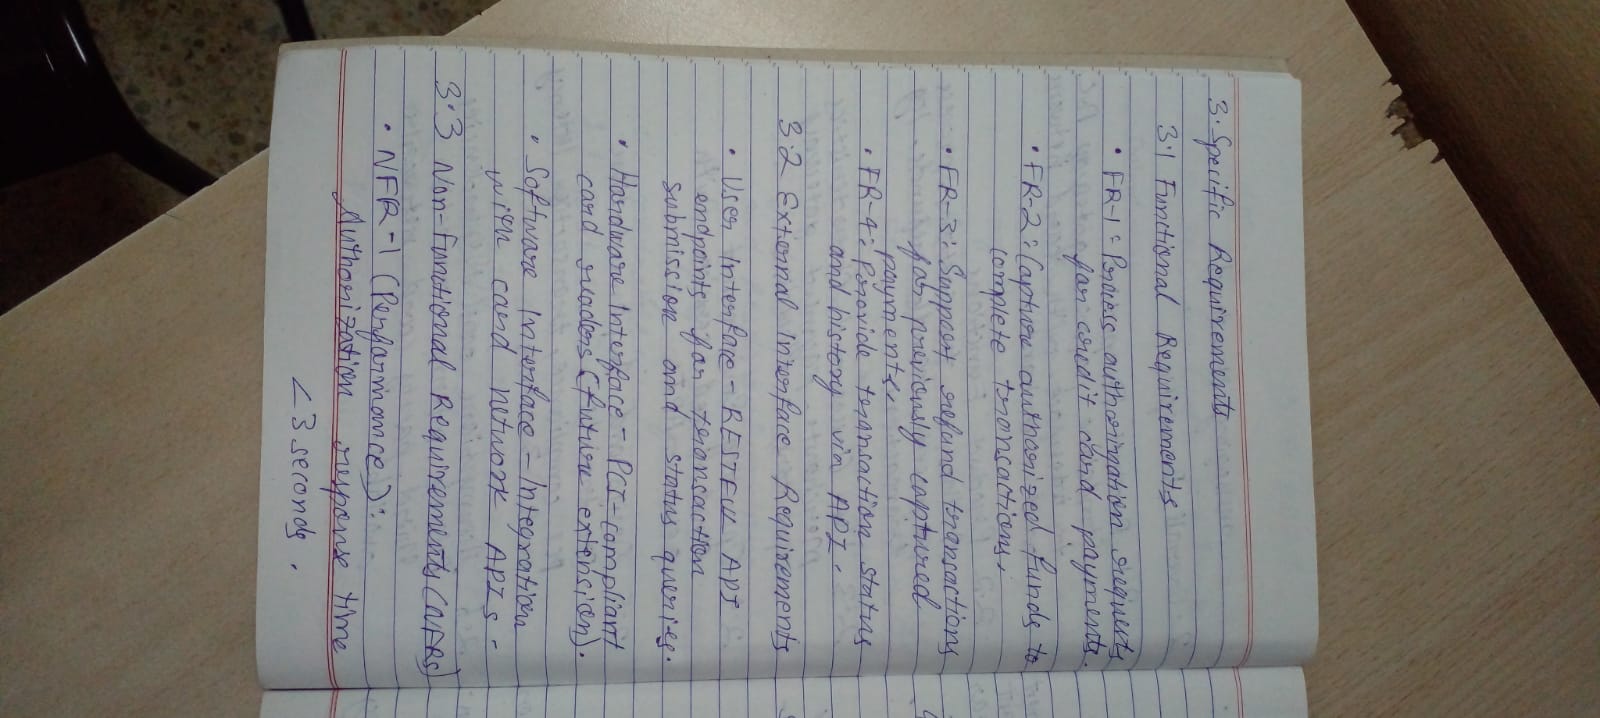 3. Specific Requirements
3.1 Functional Requirements
• FR-1: Process authorization requests
for credit card payments.
• FR-2: Capture authorized funds to
complete transactions.
• FR-3: Support refund transactions
for previously captured
payments.
• FR-4: Provide transaction status
and history via API.
3.2 External Interface Requirements
• User Interface - RESTFul API
endpoints for transaction
submission and status queries.
• Hardware Interface - PCI-compliant
card readers (future extension).
• Software Interface - Integration
with card network APIs.
3.3 Non-Functional Requirements (NFRs)
• NFR-1 (Performance):
Authorization response time
< 3 seconds.